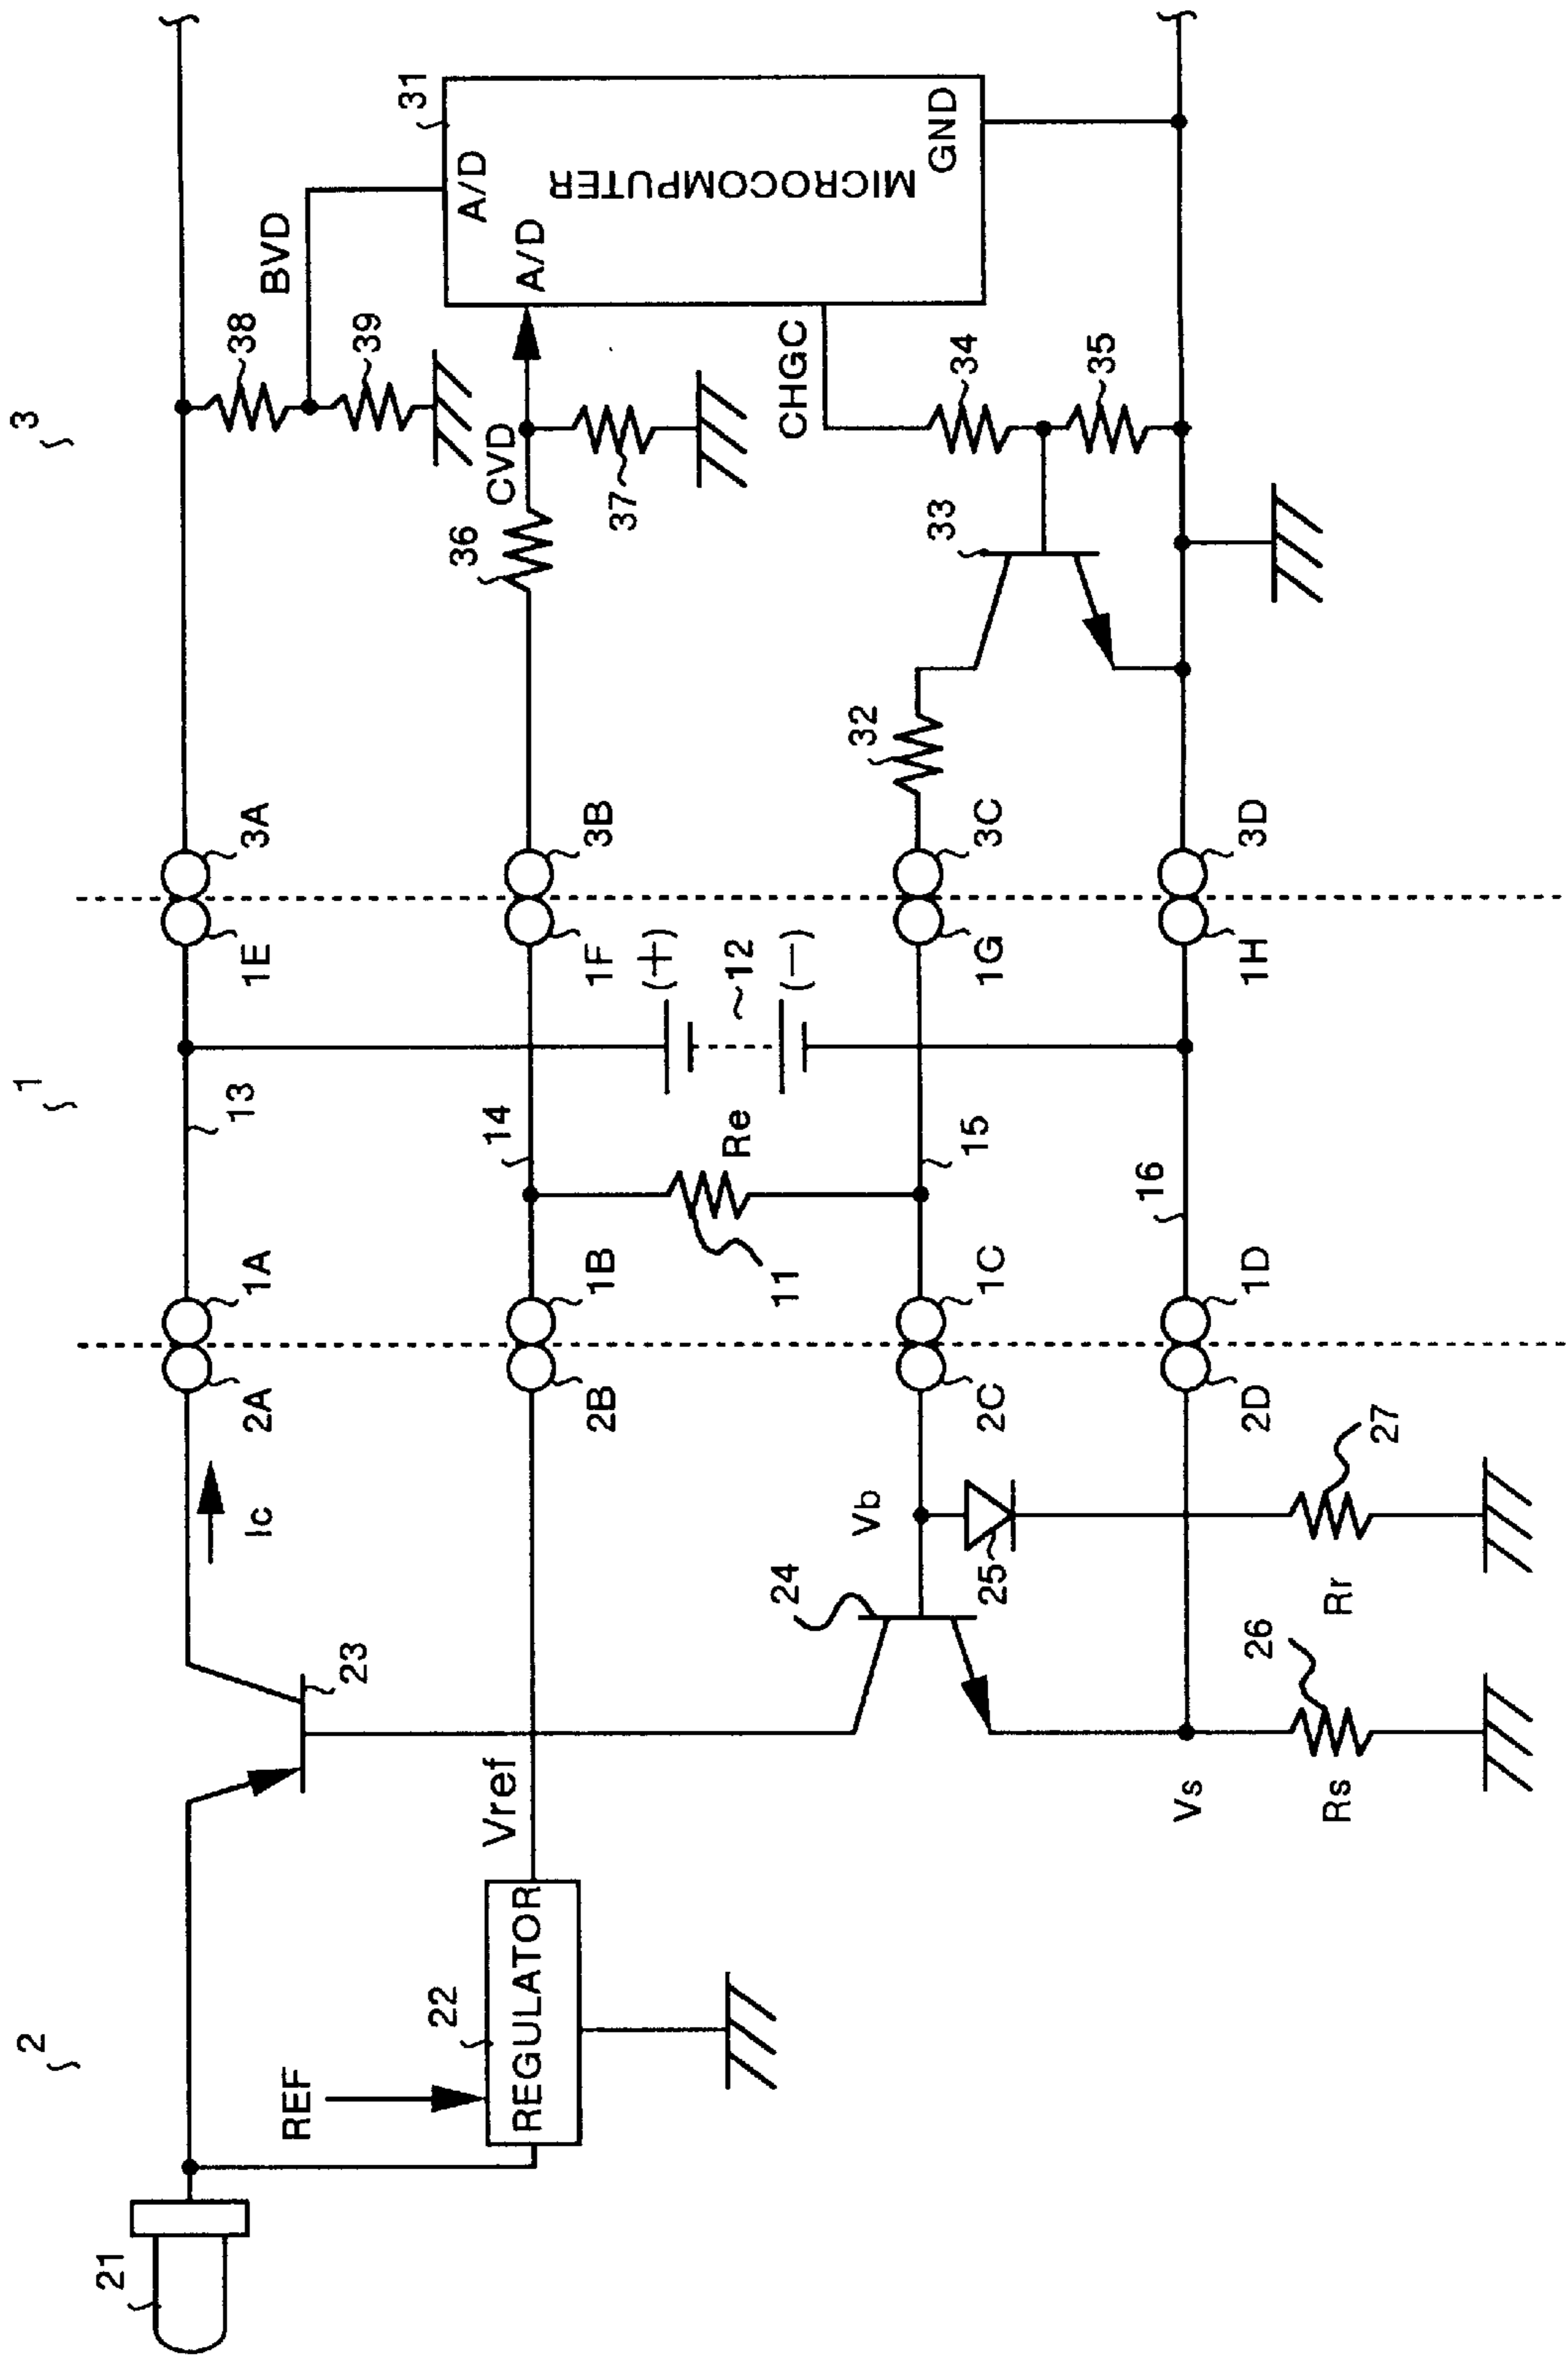 2
1
3
21
REF
22
REGULATOR
Vref
23
Ic
2A
1A
13
1E
3A
38
BVD
39
31
A/D
A/D
MICROCOMPUTER
GND
2B
1B
14
1F
3B
36
CVD
37
CHGC
11
Re
(+)
12
(−)
24
Vb
25
2C
1C
15
1G
3C
32
33
34
35
Vs
26
Rs
Rr
27
2D
1D
16
1H
3D